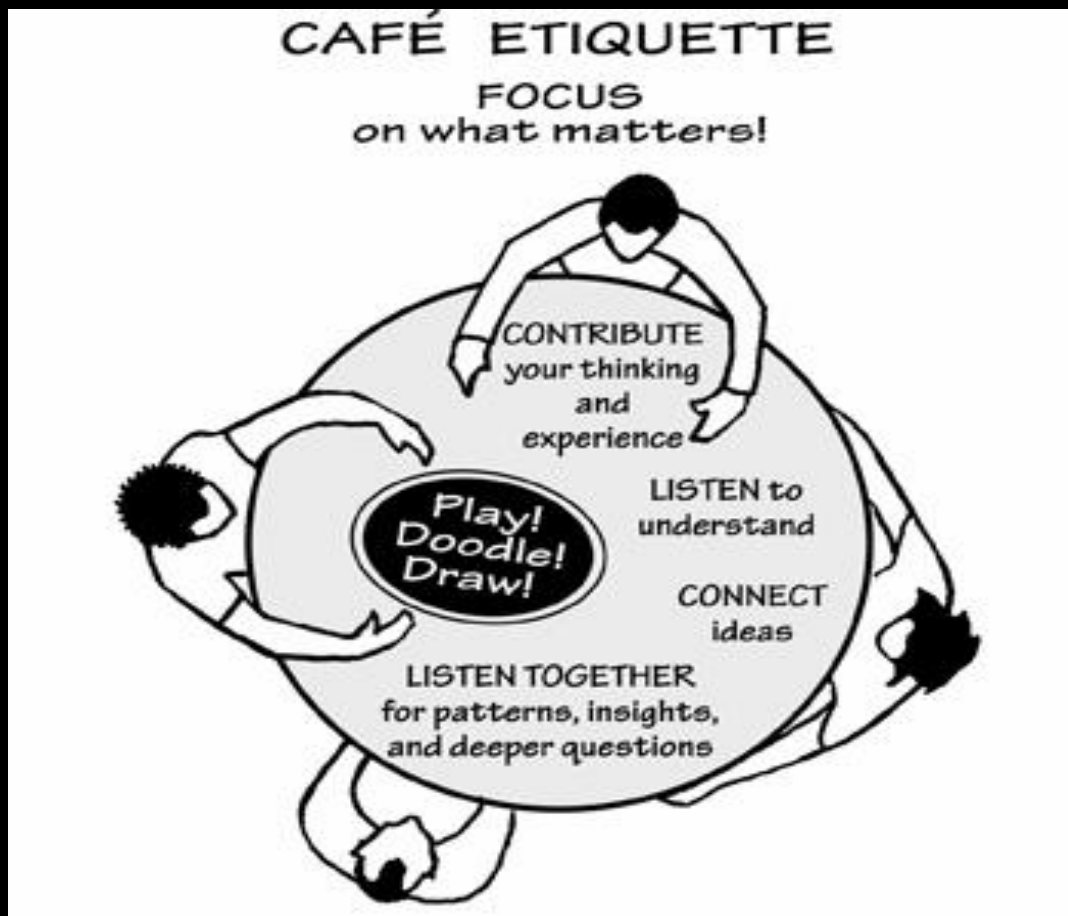 CAFÉ ETIQUETTE
FOCUS
on what matters!
CONTRIBUTE
your thinking
and
experience
LISTEN to
understand
Play!
Doodle!
Draw!
CONNECT
ideas
LISTEN TOGETHER
for patterns, insights,
and deeper questions